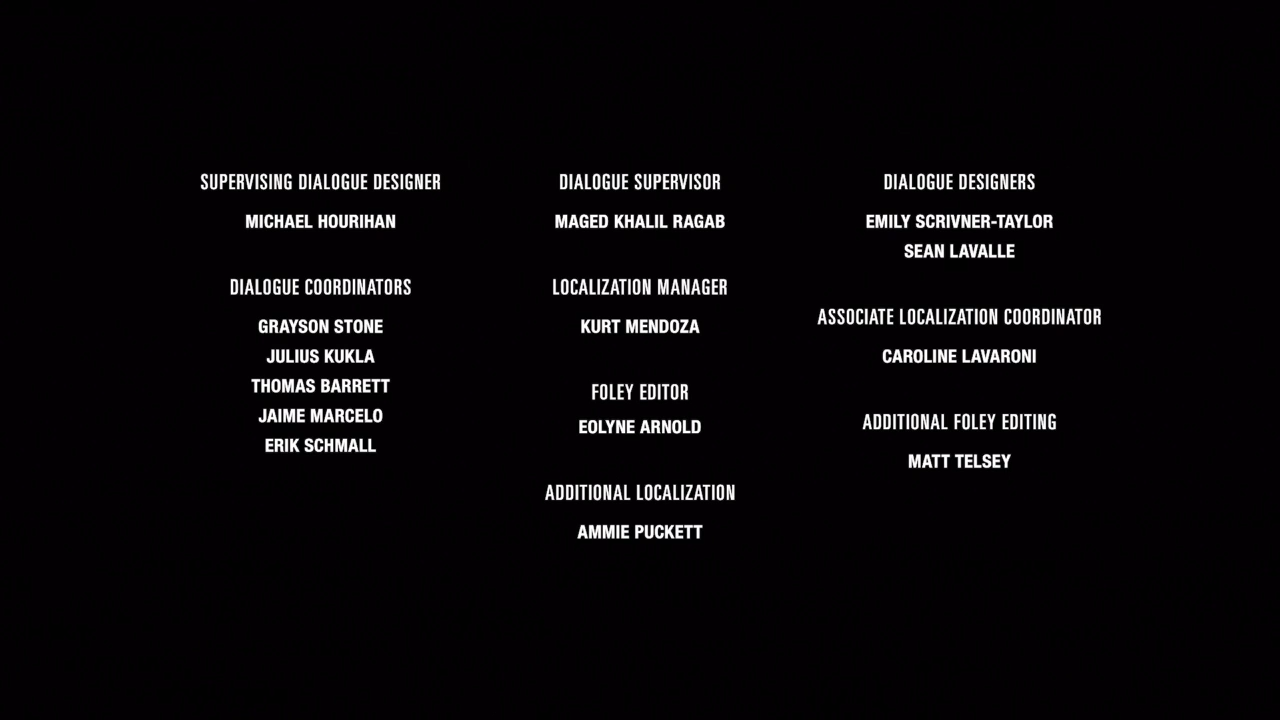 SUPERVISING DIALOGUE DESIGNER
MICHAEL HOURIHAN
DIALOGUE COORDINATORS
GRAYSON STONE
JULIUS KUKLA
THOMAS BARRETT
JAIME MARCELO
ERIK SCHMALL
DIALOGUE SUPERVISOR
MAGED KHALIL RAGAB
LOCALIZATION MANAGER
KURT MENDOZA
FOLEY EDITOR
EOLYNE ARNOLD
ADDITIONAL LOCALIZATION
AMMIE PUCKETT
DIALOGUE DESIGNERS
EMILY SCRIVNER-TAYLOR
SEAN LAVALLE
ASSOCIATE LOCALIZATION COORDINATOR
CAROLINE LAVARONI
ADDITIONAL FOLEY EDITING
MATT TELSEY